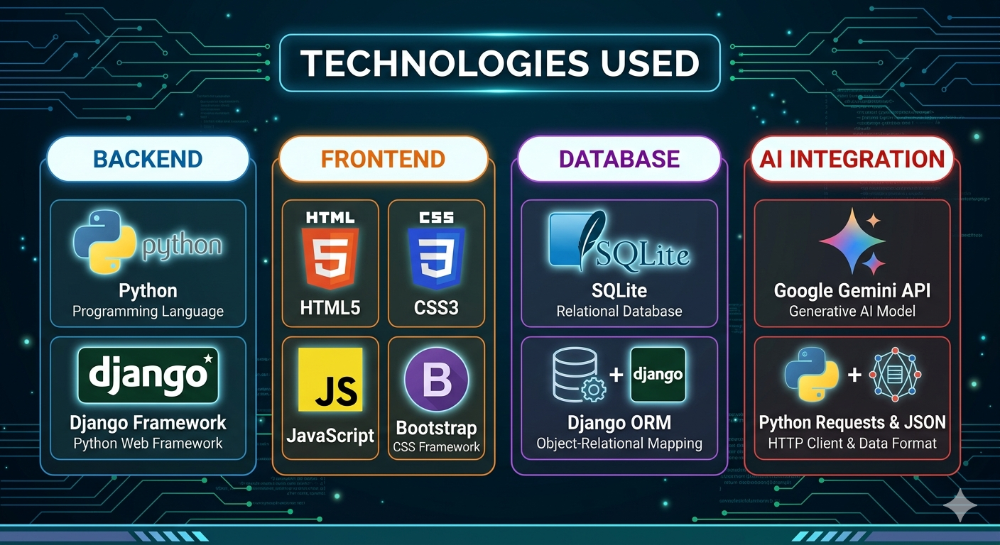 TECHNOLOGIES USED
BACKEND
python
Python
Programming Language
django
Django Framework
Python Web Framework
FRONTEND
HTML
5
HTML5
CSS
3
CSS3
JS
JavaScript
B
Bootstrap
CSS Framework
DATABASE
SQLite
SQLite
Relational Database
+
django
Django ORM
Object-Relational Mapping
AI INTEGRATION
Google Gemini API
Generative AI Model
+
Python Requests & JSON
HTTP Client & Data Format